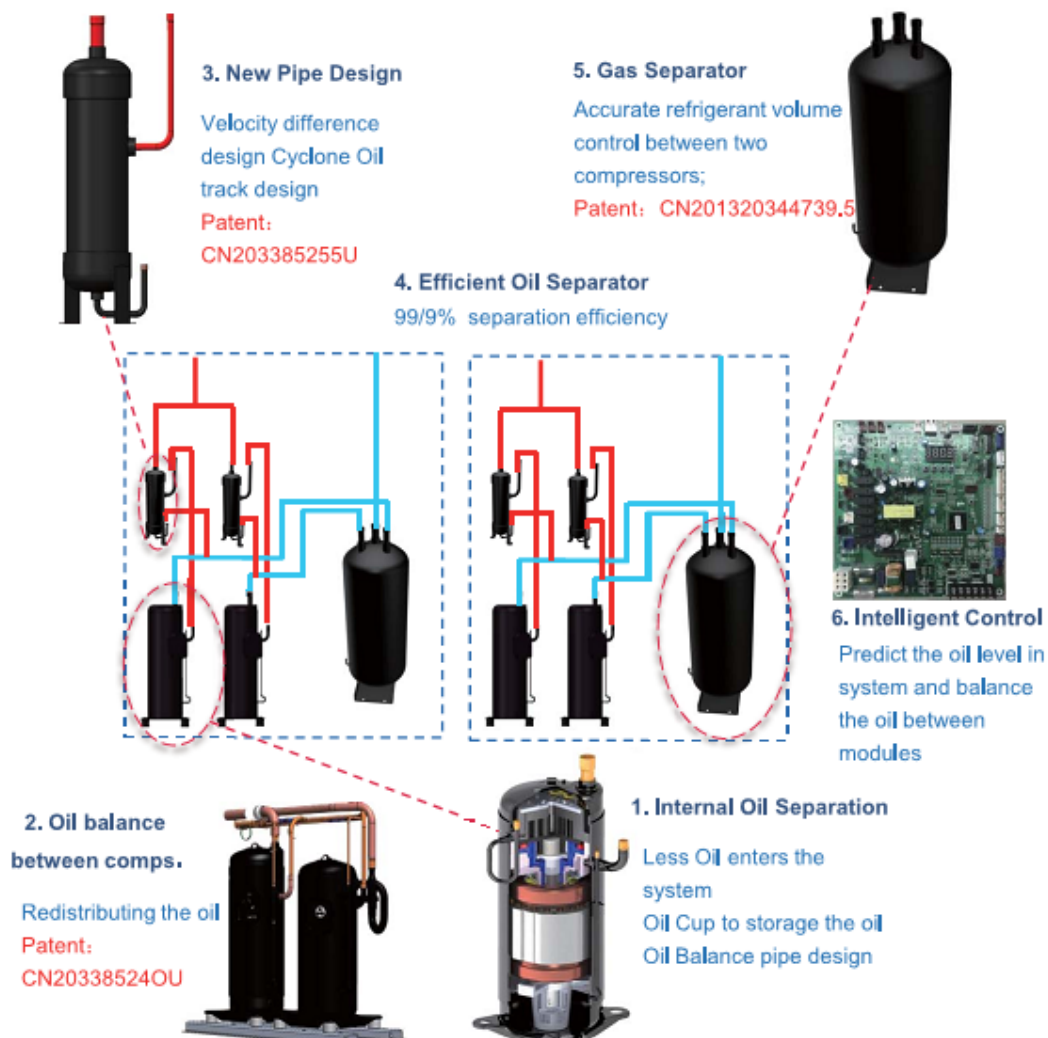 3. New Pipe Design
Velocity difference
design Cyclone Oil
track design
Patent:
CN203385255U
5. Gas Separator
Accurate refrigerant volume
control between two
compressors;
Patent: CN201320344739.5
4. Efficient Oil Separator
99/9% separation efficiency
6. Intelligent Control
Predict the oil level in
system and balance
the oil between
modules
2. Oil balance
between comps.
Redistributing the oil
Patent:
CN20338524OU
1. Internal Oil Separation
Less Oil enters the
system
Oil Cup to storage the oil
Oil Balance pipe design